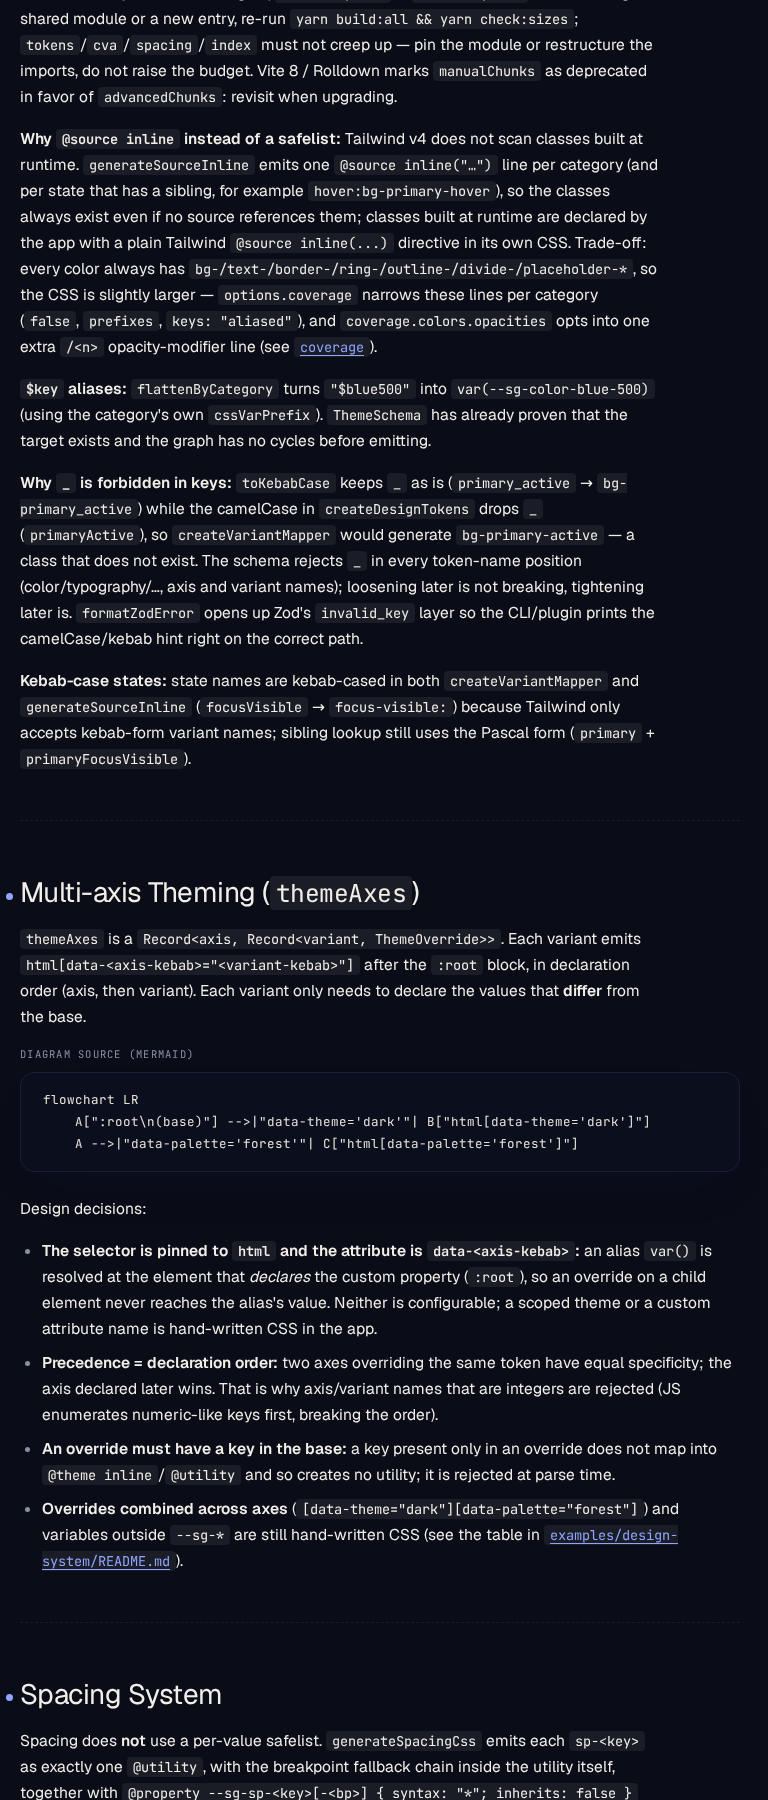 shared module or a new entry, re-run yarn build:all && yarn check:sizes;
tokens/cva/spacing/index must not creep up — pin the module or restructure the
imports, do not raise the budget. Vite 8 / Rolldown marks manualChunks as deprecated
in favor of advancedChunks: revisit when upgrading.
Why @source inline instead of a safelist: Tailwind v4 does not scan classes built at
runtime. generateSourceInline emits one @source inline("…") line per category (and
per state that has a sibling, for example hover:bg-primary-hover), so the classes
always exist even if no source references them; classes built at runtime are declared by
the app with a plain Tailwind @source inline(...) directive in its own CSS. Trade-off:
every color always has bg-/text-/border-/ring-/outline-/divide-/placeholder-*, so
the CSS is slightly larger — options.coverage narrows these lines per category
(false, prefixes, keys: "aliased"), and coverage.colors.opacities opts into one
extra /<n> opacity-modifier line (see coverage).
$key aliases: flattenByCategory turns "$blue500" into var(--sg-color-blue-500)
(using the category's own cssVarPrefix). ThemeSchema has already proven that the
target exists and the graph has no cycles before emitting.
Why _ is forbidden in keys: toKebabCase keeps _ as is (primary_active → bg-
primary_active) while the camelCase in createDesignTokens drops _
(primaryActive), so createVariantMapper would generate bg-primary-active — a
class that does not exist. The schema rejects _ in every token-name position
(color/typography/…, axis and variant names); loosening later is not breaking, tightening
later is. formatZodError opens up Zod's invalid_key layer so the CLI/plugin prints the
camelCase/kebab hint right on the correct path.
Kebab-case states: state names are kebab-cased in both createVariantMapper and
generateSourceInline (focusVisible → focus-visible:) because Tailwind only
accepts kebab-form variant names; sibling lookup still uses the Pascal form (primary +
primaryFocusVisible).
Multi-axis Theming (themeAxes)
themeAxes is a Record<axis, Record<variant, ThemeOverride>>. Each variant emits
html[data-<axis-kebab>="<variant-kebab>"] after the :root block, in declaration
order (axis, then variant). Each variant only needs to declare the values that differ from
the base.
DIAGRAM SOURCE (MERMAID)
flowchart LR
A[":root\n(base)"] -->|"data-theme='dark'"| B["html[data-theme='dark']"]
A -->|"data-palette='forest'"| C["html[data-palette='forest']"]
Design decisions:
The selector is pinned to html and the attribute is data-<axis-kebab>: an alias var() is
resolved at the element that declares the custom property (:root), so an override on a child
element never reaches the alias's value. Neither is configurable; a scoped theme or a custom
attribute name is hand-written CSS in the app.
Precedence = declaration order: two axes overriding the same token have equal specificity; the
axis declared later wins. That is why axis/variant names that are integers are rejected (JS
enumerates numeric-like keys first, breaking the order).
An override must have a key in the base: a key present only in an override does not map into
@theme inline/@utility and so creates no utility; it is rejected at parse time.
Overrides combined across axes ([data-theme="dark"][data-palette="forest"]) and
variables outside --sg-* are still hand-written CSS (see the table in examples/design-
system/README.md).
Spacing System
Spacing does not use a per-value safelist. generateSpacingCss emits each sp-<key>
as exactly one @utility, with the breakpoint fallback chain inside the utility itself,
together with @property --sg-sp-<key>[-<bp>] { syntax: "*"; inherits: false }